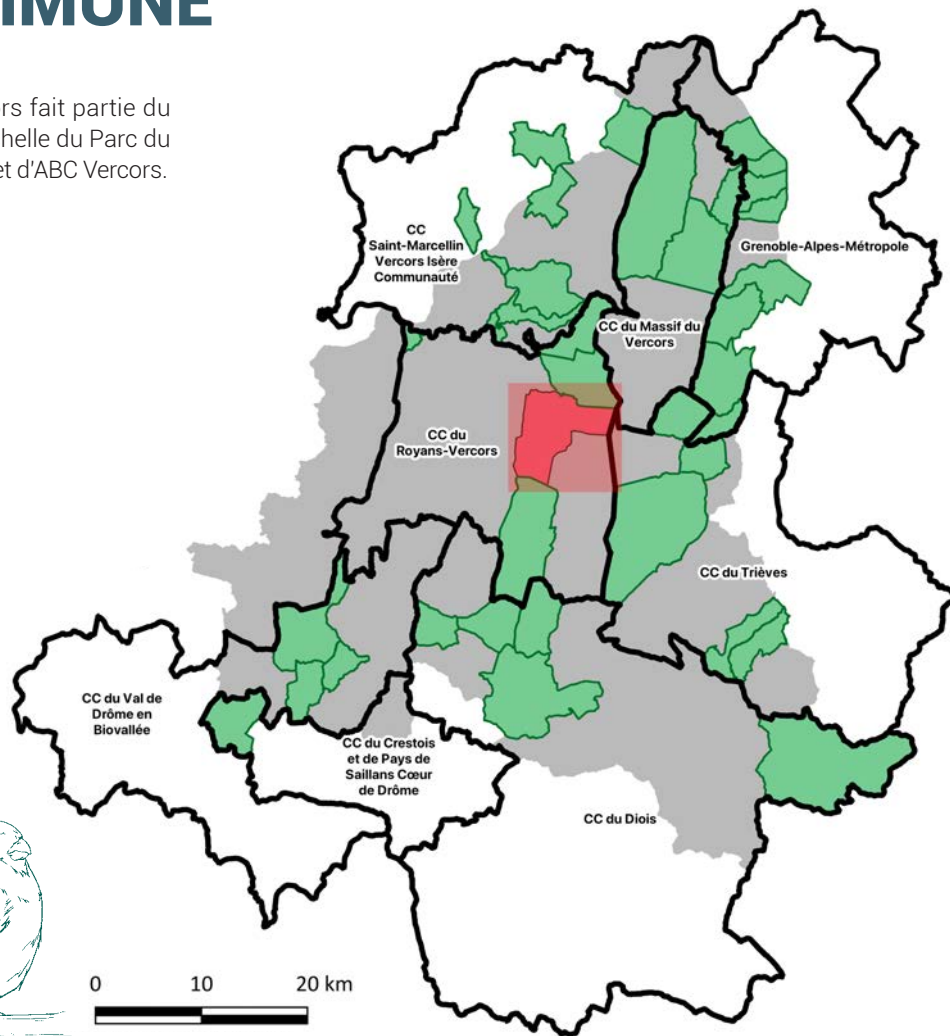 MUNE
rs fait partie du
chelle du Parc du
et d'ABC Vercors.
CC
Saint-Marcellin
Vercors Isère
Communauté
Grenoble-Alpes-Métropole
CC du Massif du
Vercors
CC du
Royans-Vercors
CC du Trièves
CC du Val de
Drôme en
Biovallée
CC du Crestois
et de Pays de
Saillans Cœur
de Drôme
CC du Diois
0 10 20 km